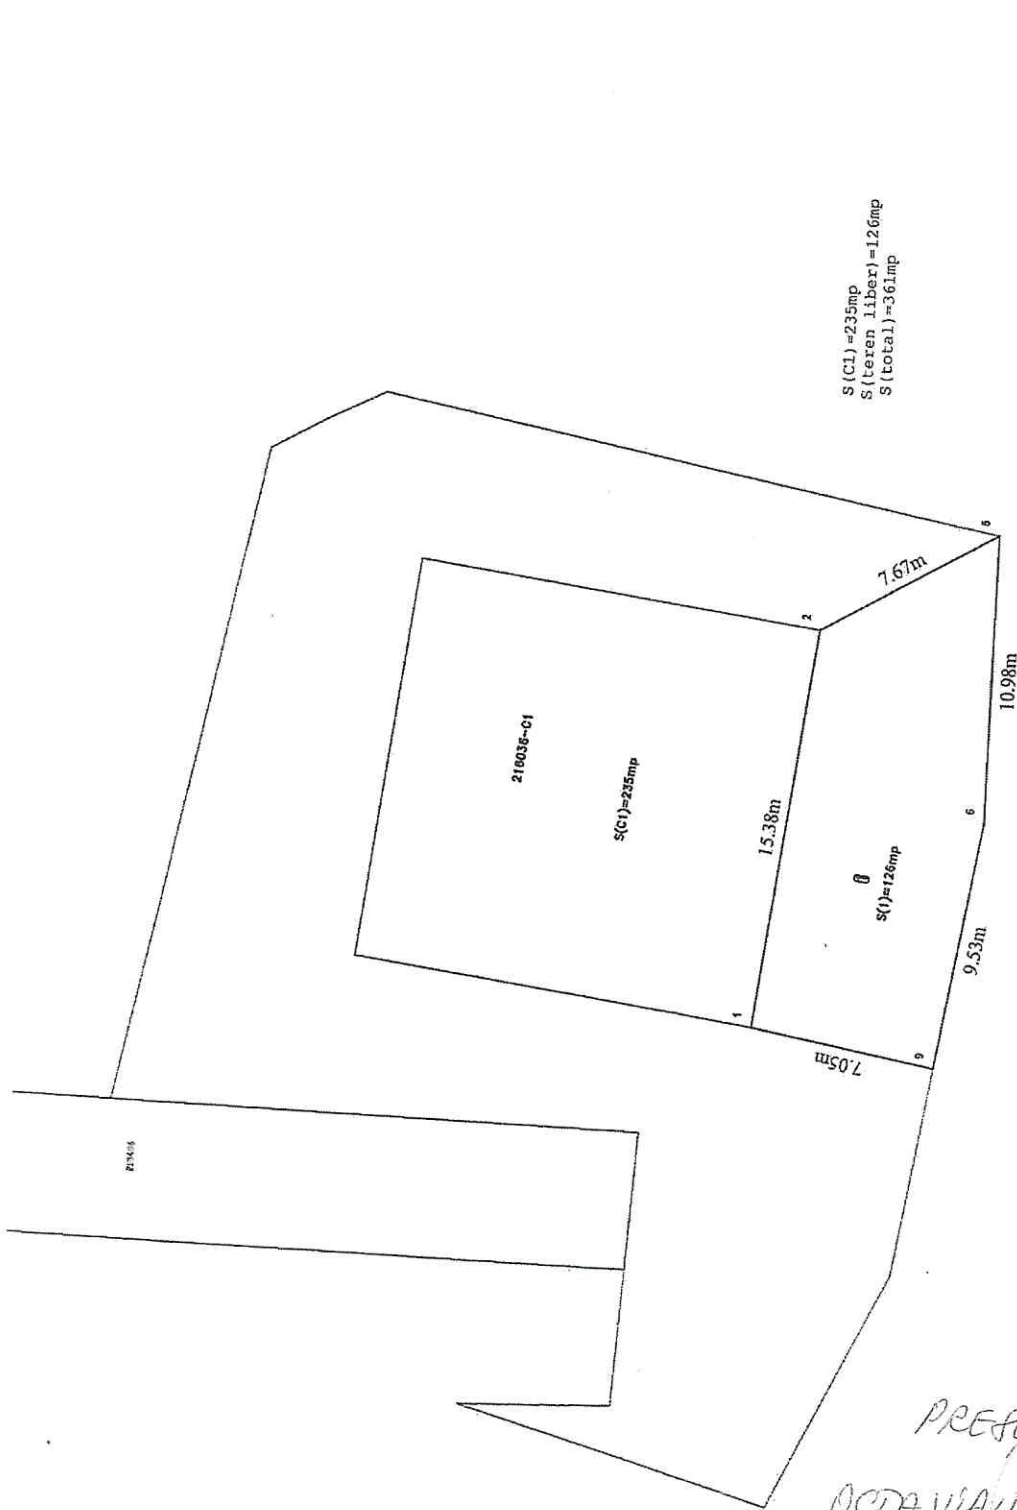 S(C1)=235mp
S(teren liber)=126mp
S(total)=361mp
5
7.67m
2
10.98m
216036-C1
S(C1)=235mp
15.38m
6
S(1)=126mp
9.53m
1
9
7.05m